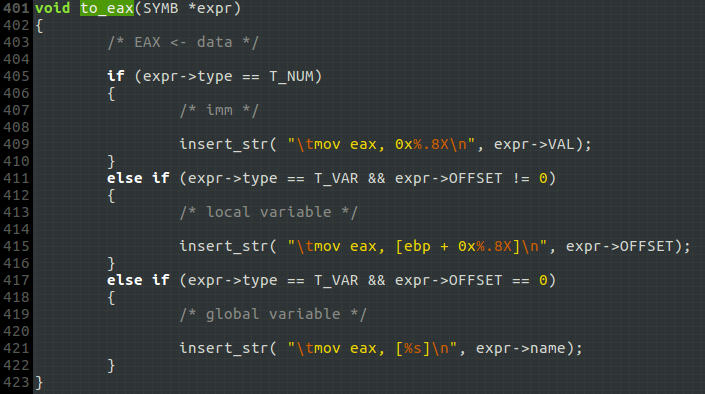 401 void to_eax(SYMB *expr)
402 {
403         /* EAX <- data */
404
405         if (expr->type == T_NUM)
406         {
407                 /* imm */
408
409                 insert_str( "\tmov eax, 0x%.8X\n", expr->VAL);
410         }
411         else if (expr->type == T_VAR && expr->OFFSET != 0)
412         {
413                 /* local variable */
414
415                 insert_str( "\tmov eax, [ebp + 0x%.8X]\n", expr->OFFSET);
416         }
417         else if (expr->type == T_VAR && expr->OFFSET == 0)
418         {
419                 /* global variable */
420
421                 insert_str( "\tmov eax, [%s]\n", expr->name);
422         }
423 }